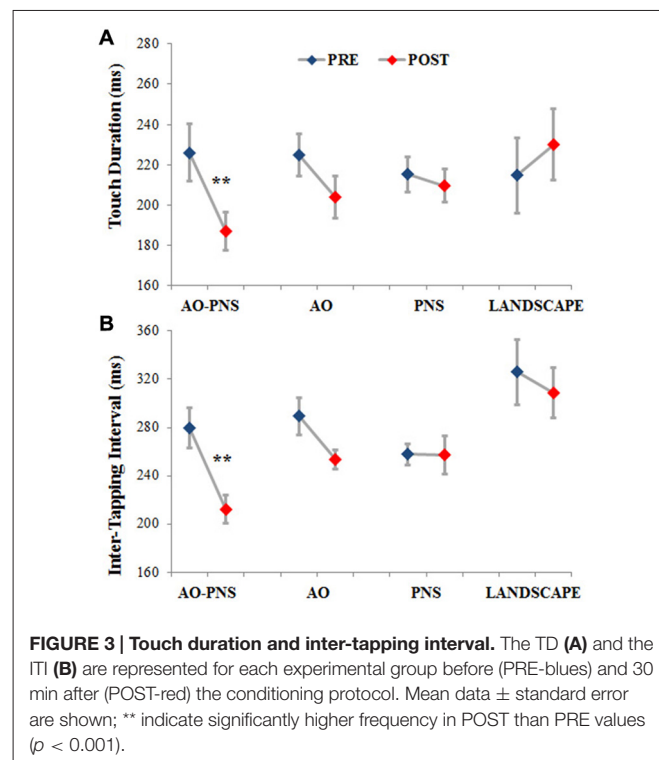 A
280
260
240
220
200
180
160
Touch Duration (ms)
PRE
POST
**
AO-PNS
AO
PNS
LANDSCAPE
B
360
320
280
240
200
160
Inter-Tapping Interval (ms)
**
AO-PNS
AO
PNS
LANDSCAPE
FIGURE 3 | Touch duration and inter-tapping interval. The TD (A) and the
ITI (B) are represented for each experimental group before (PRE-blues) and 30
min after (POST-red) the conditioning protocol. Mean data ± standard error
are shown; ** indicate significantly higher frequency in POST than PRE values
(p < 0.001).